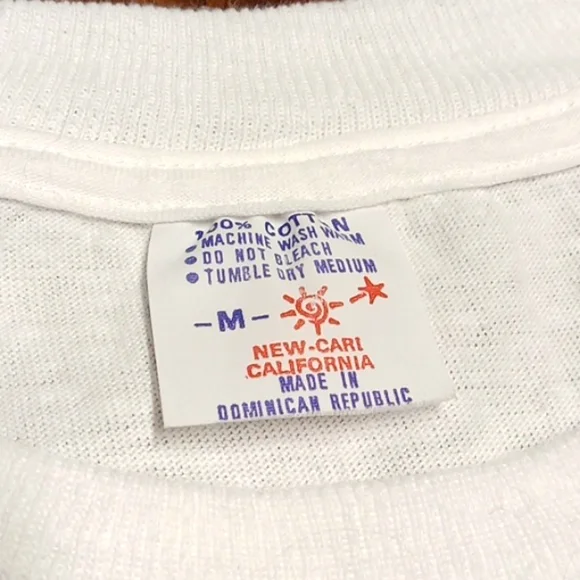 100% COTTON
• MACHINE WASH WARM
• DO NOT BLEACH
• TUMBLE DRY MEDIUM
-M-
NEW-CARI
CALIFORNIA
MADE IN
DOMINICAN REPUBLIC